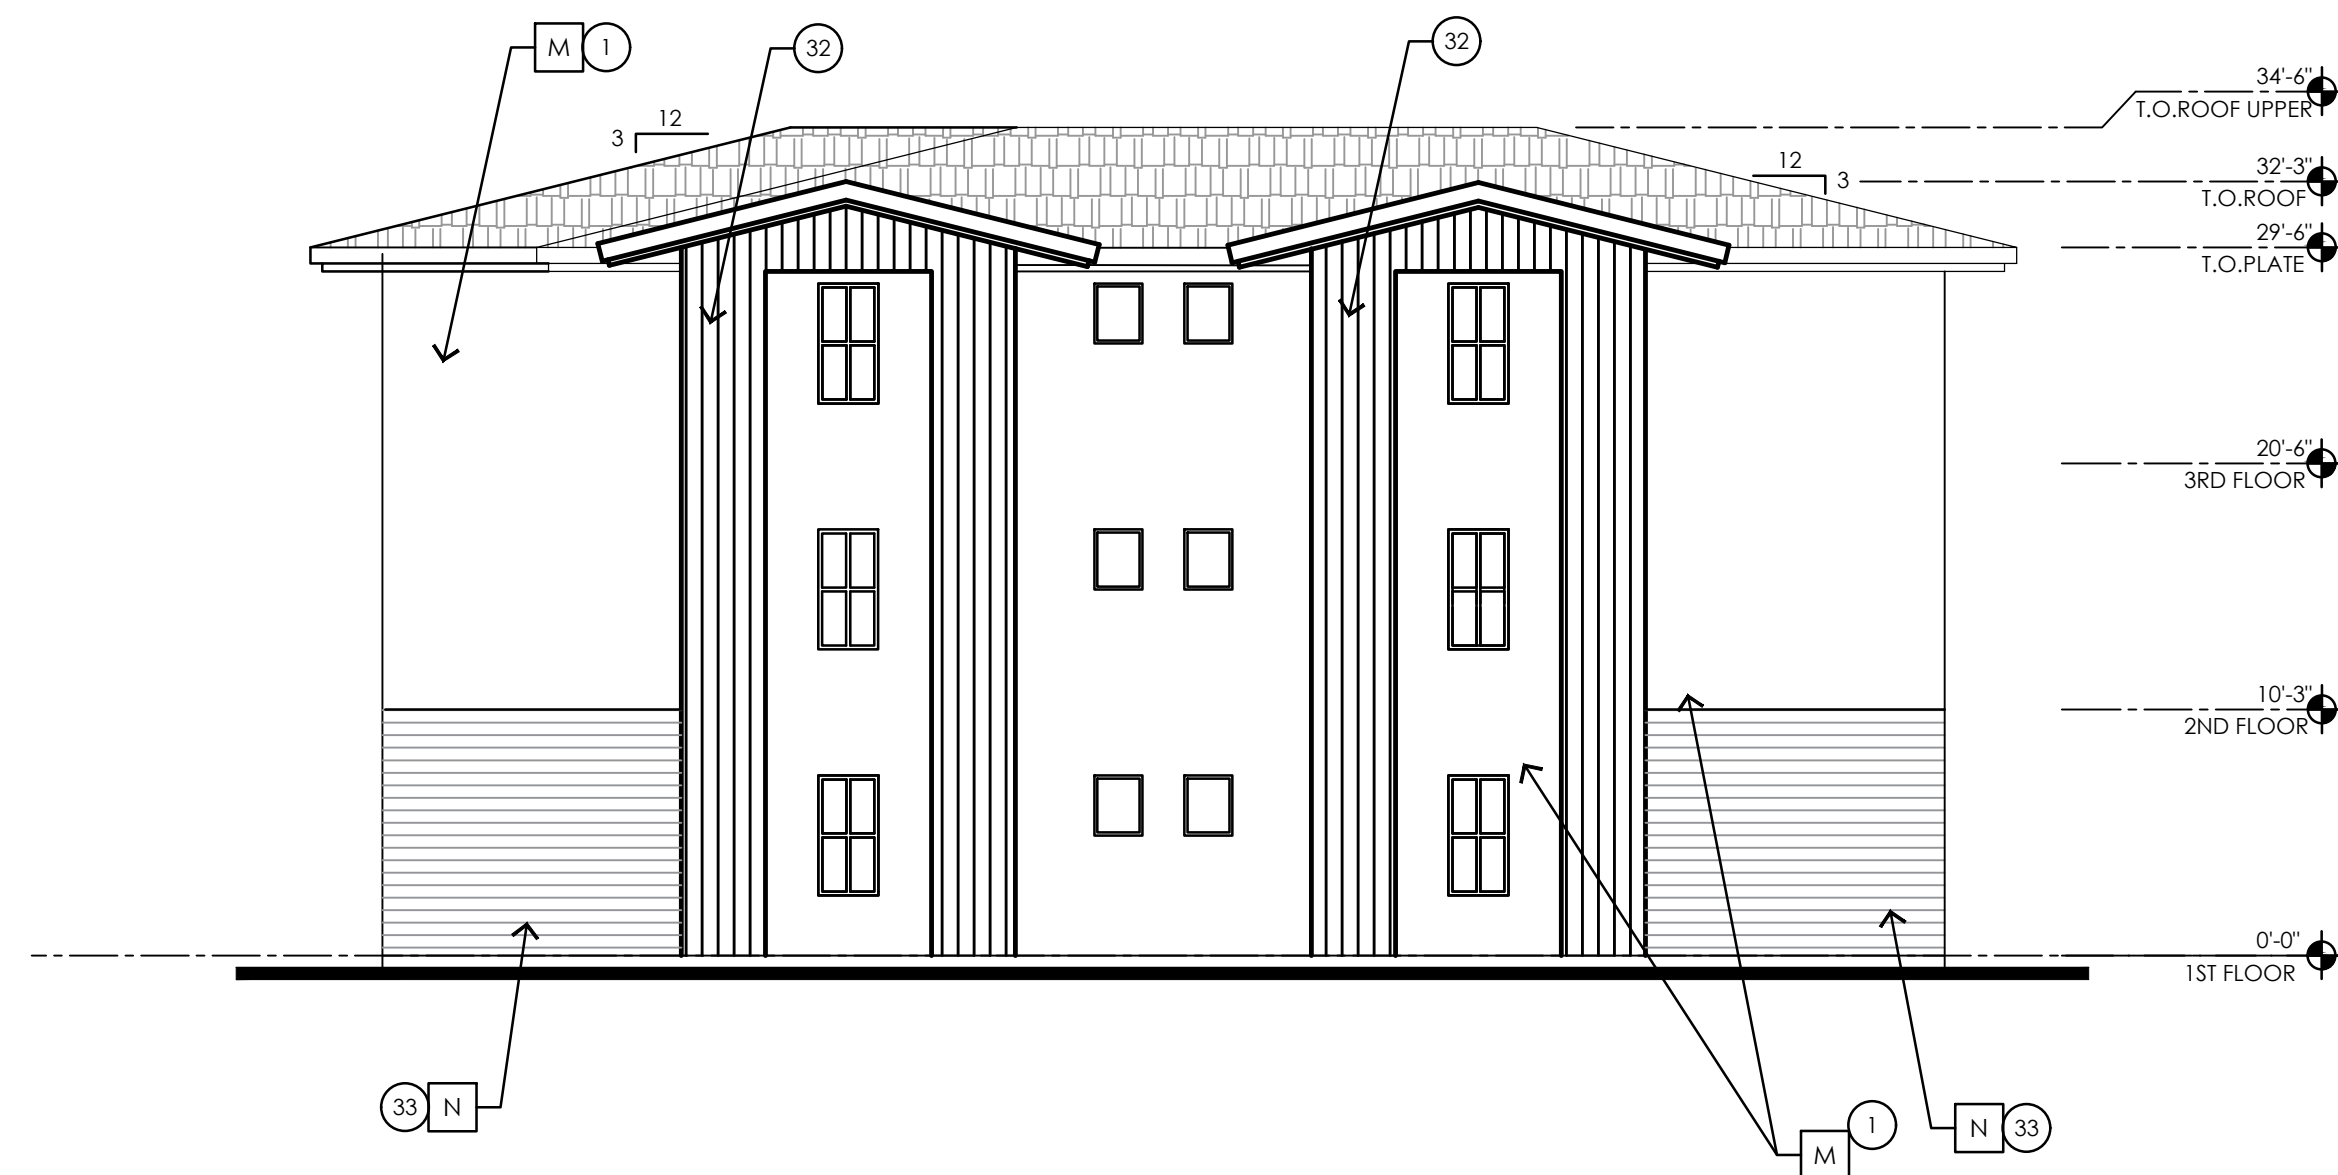 M 1
32
32
34'-6"
T.O.ROOF UPPER
12
3
12
3
32'-3"
T.O.ROOF
29'-6"
T.O.PLATE
20'-6"
3RD FLOOR
10'-3"
2ND FLOOR
0'-0"
1ST FLOOR
33 N
1
M
N 33